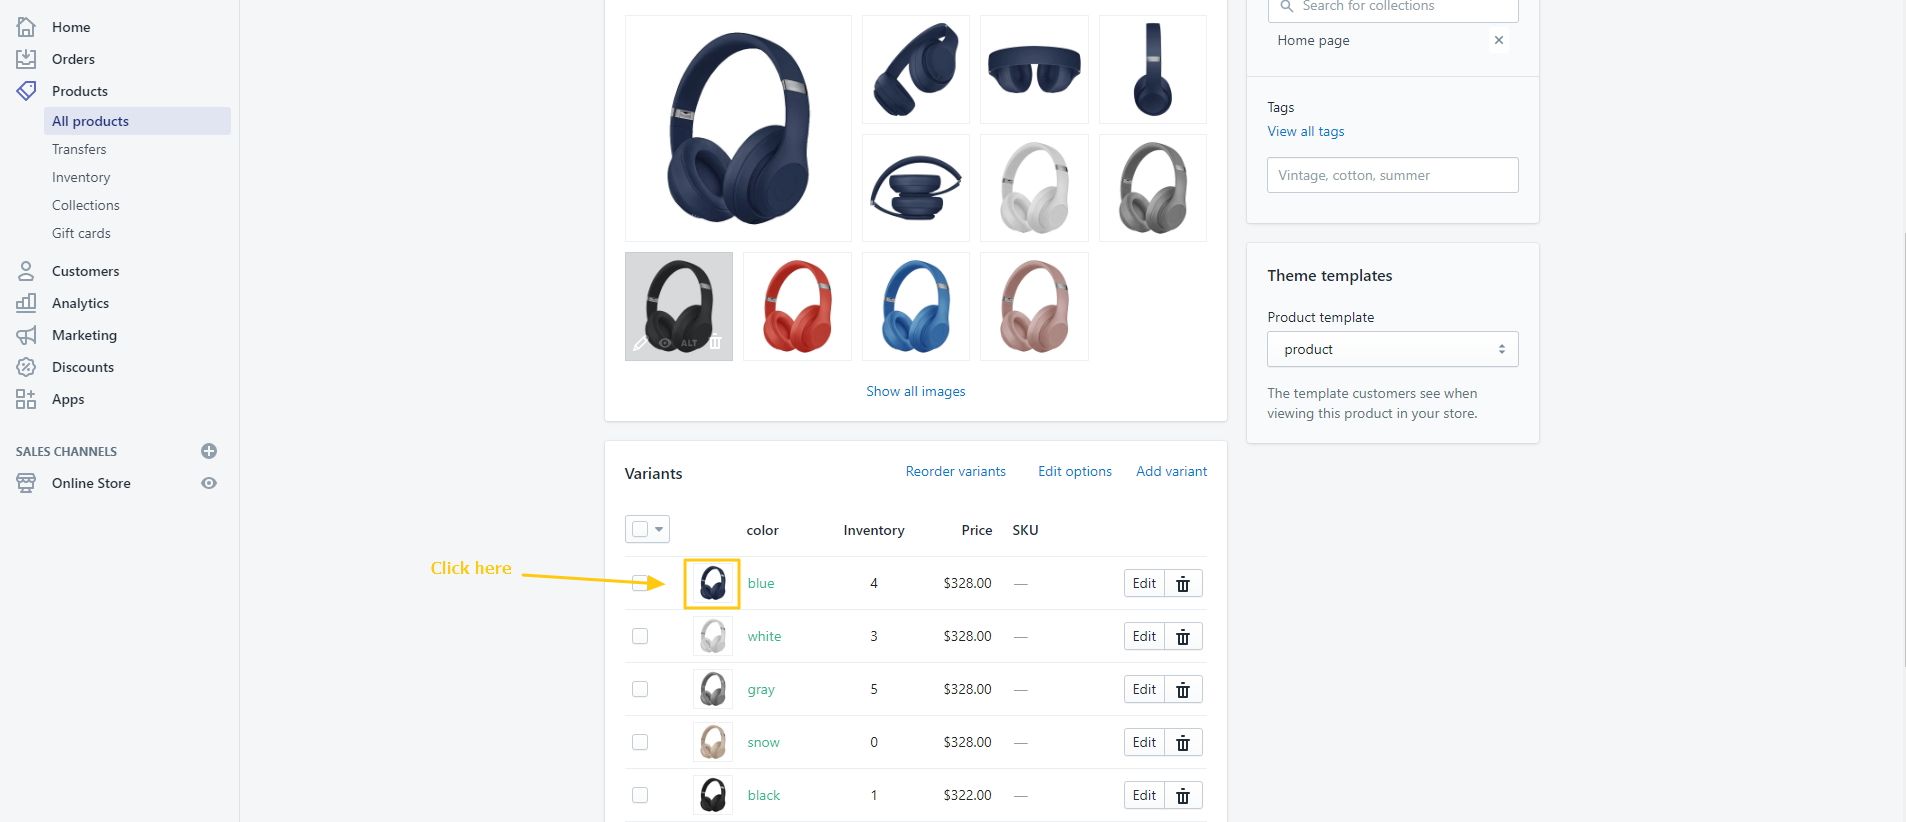 Home
Orders
Products
All products
Transfers
Inventory
Collections
Gift cards
Customers
Analytics
Marketing
Discounts
Apps
SALES CHANNELS
Online Store
ALT
Show all images
Variants
Reorder variants Edit options Add variant
color Inventory Price SKU
Click here
blue 4 $328.00 — Edit
white 3 $328.00 — Edit
gray 5 $328.00 — Edit
snow 0 $328.00 — Edit
black 1 $322.00 — Edit
Search for collections
Home page
Tags
View all tags
Vintage, cotton, summer
Theme templates
Product template
product
The template customers see when
viewing this product in your store.